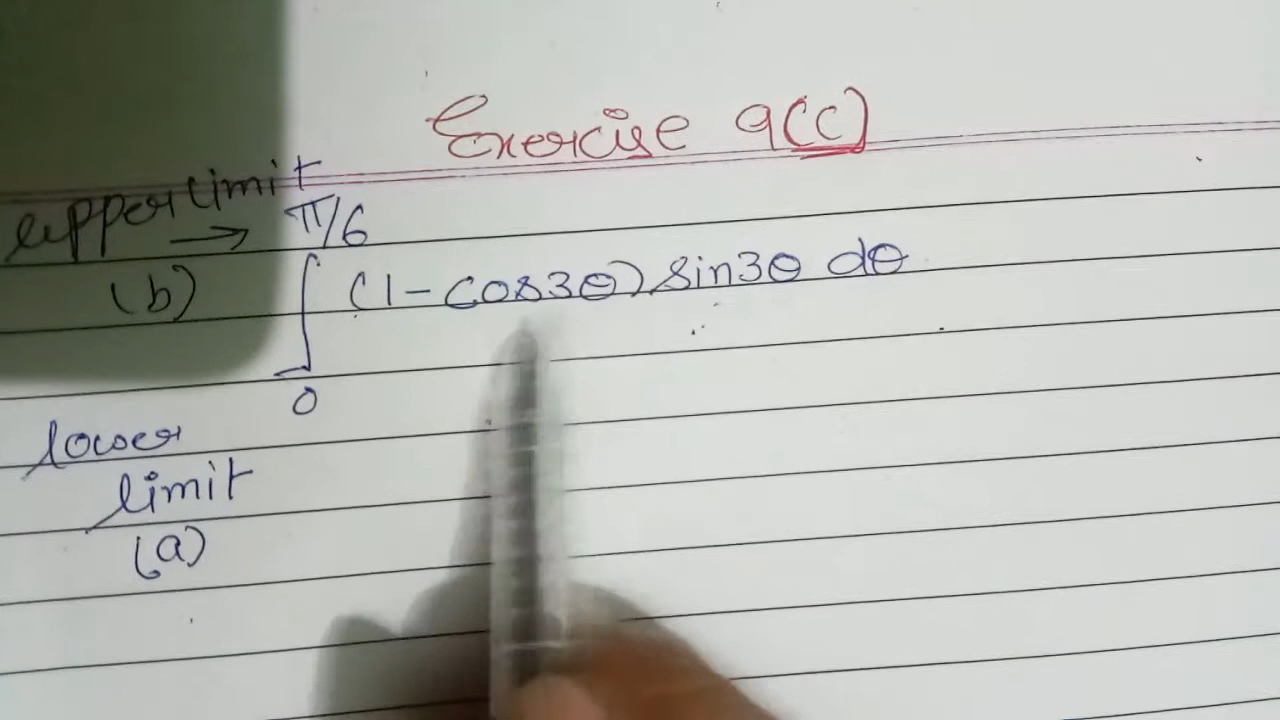 Exercise 9(C)
upper limit
→ π/6
(b) ∫ (1 - cos3θ) sin3θ dθ
0
lower
limit
(a)